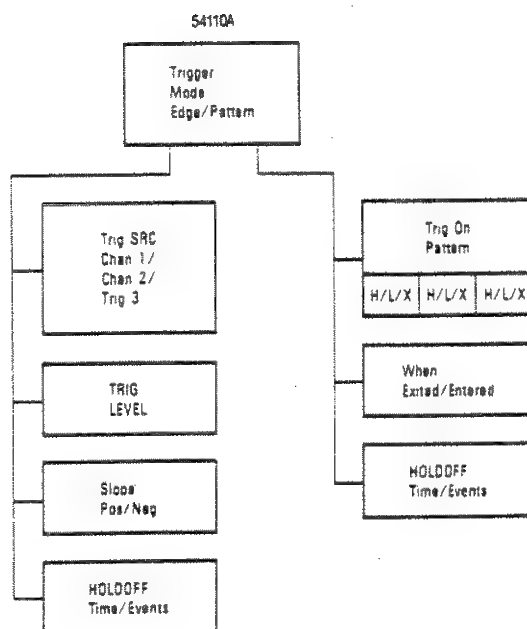 54110A
Trigger
Mode
Edge/Pattern
Trig SRC
Chan 1/
Chan 2/
Trig 3
TRIG
LEVEL
Slope
Pos/Neg
HOLDOFF
Time/Events
Trig On
Pattern
H/L/X H/L/X H/L/X
When
Exited/Entered
HOLDOFF
Time/Events